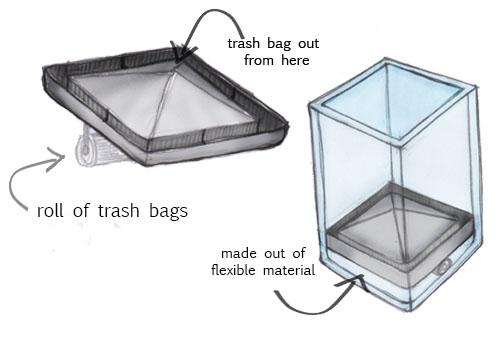 trash bag out
from here
roll of trash bags
made out of
flexible material